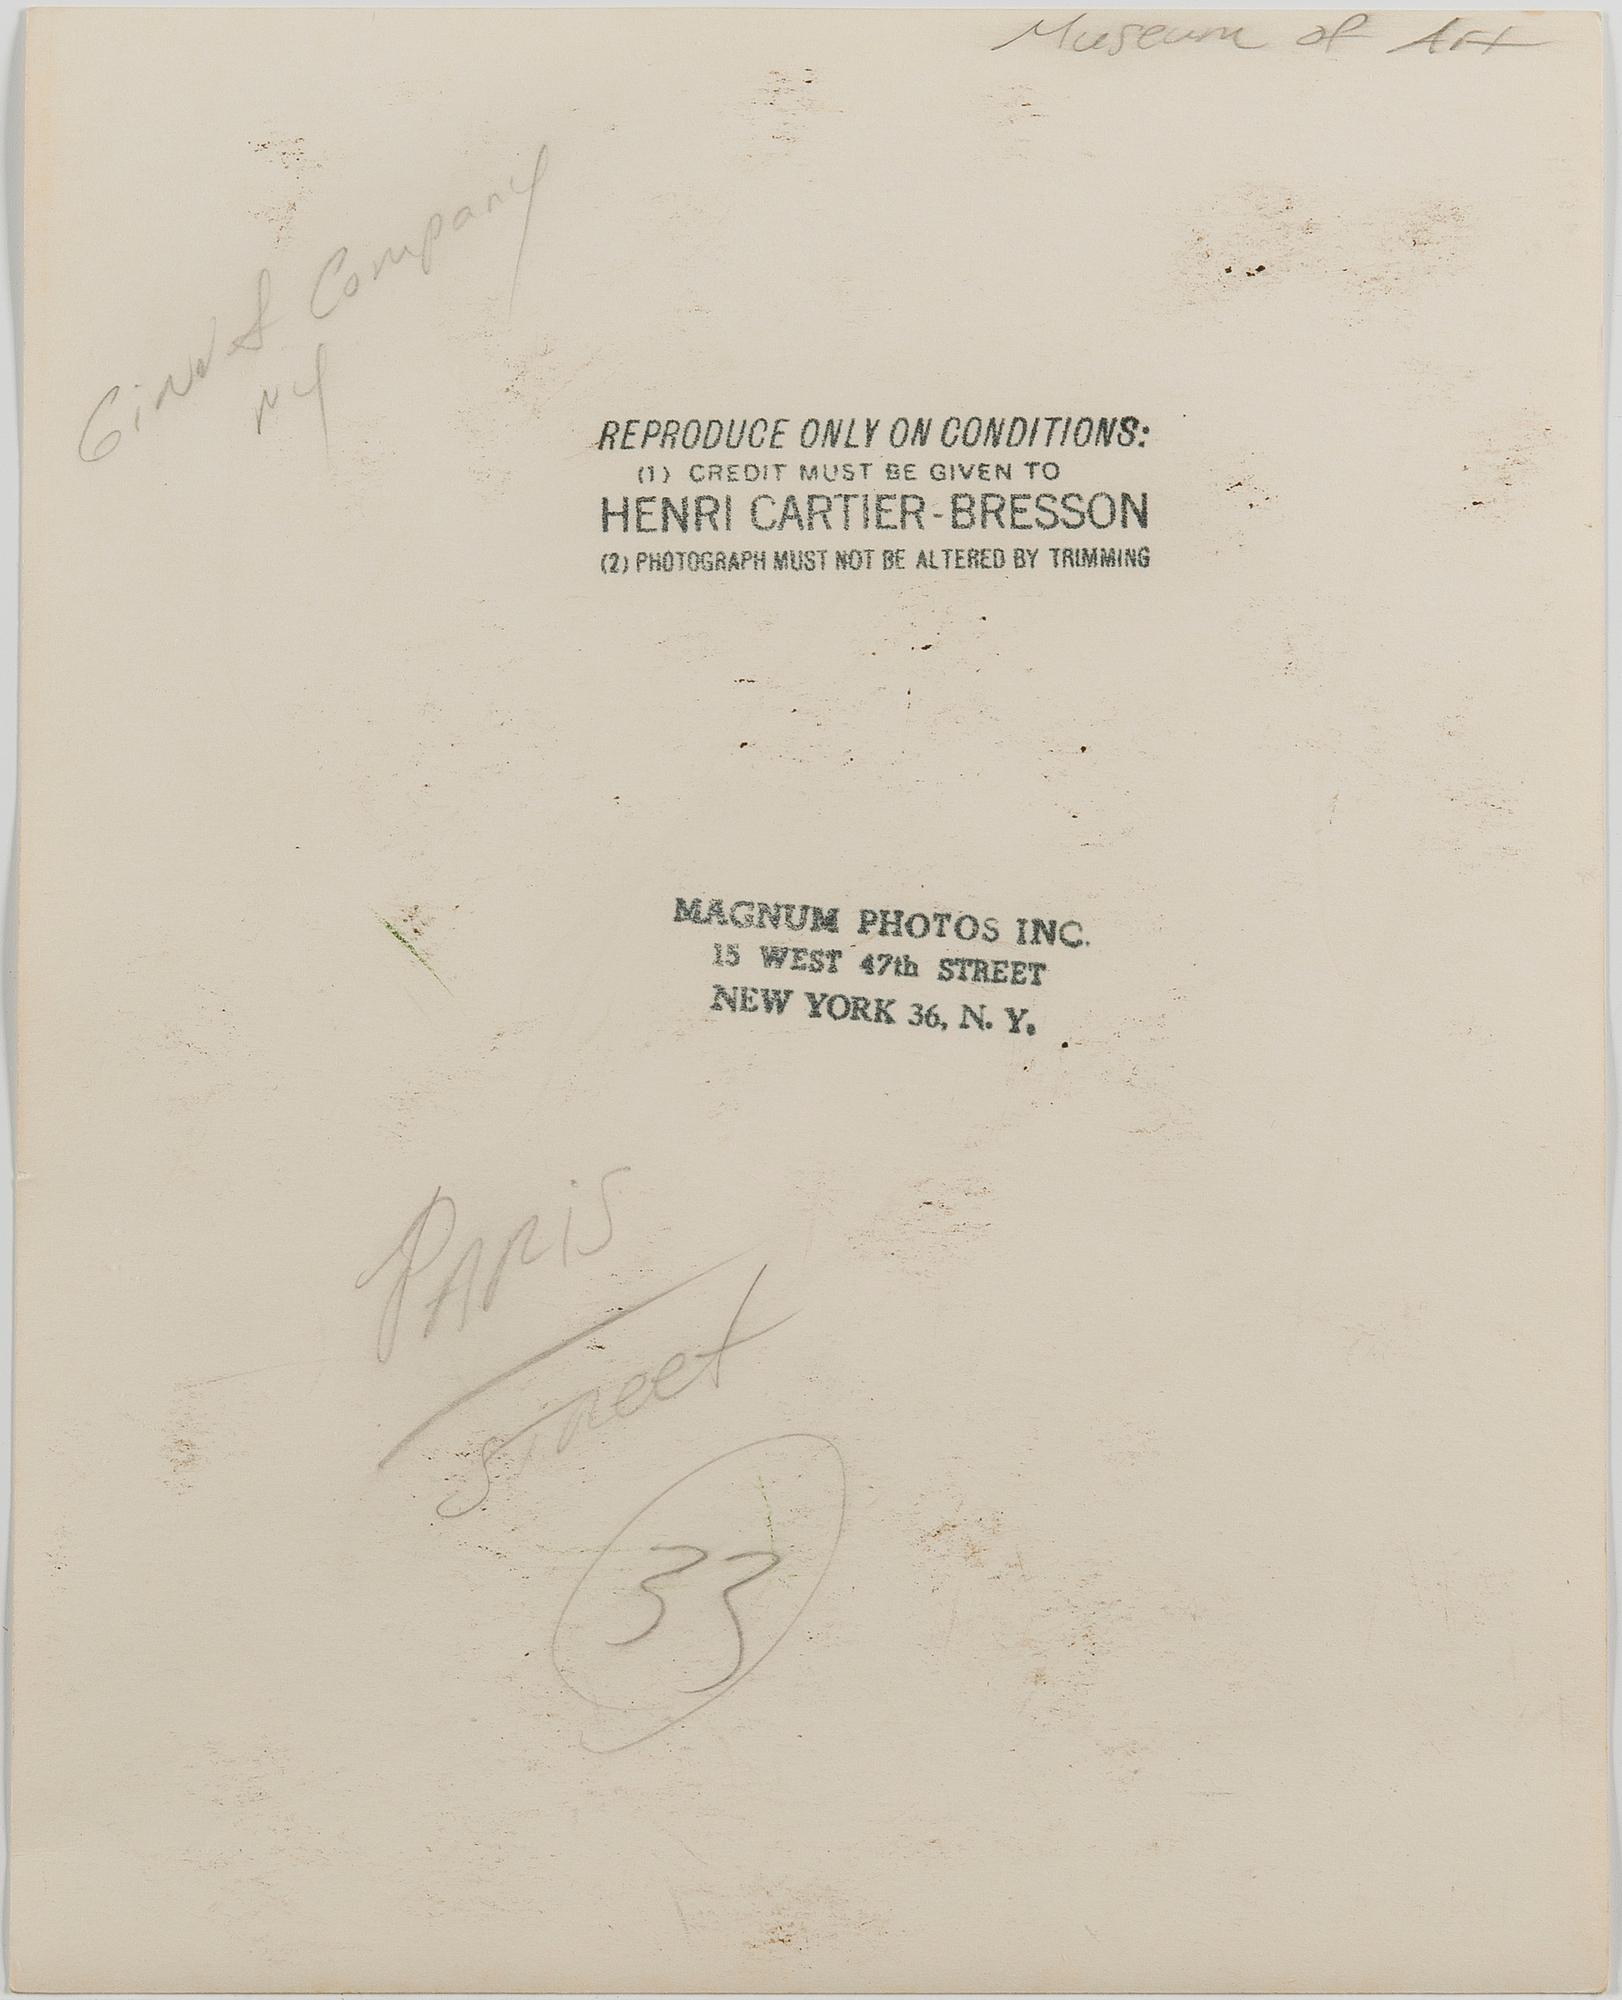 Museum of Art
Ginn & Company
NY
REPRODUCE ONLY ON CONDITIONS:
(1) CREDIT MUST BE GIVEN TO
HENRI CARTIER-BRESSON
(2) PHOTOGRAPH MUST NOT BE ALTERED BY TRIMMING
MAGNUM PHOTOS INC.
15 WEST 47th STREET
NEW YORK 36, N. Y.
PARIS
Street
33